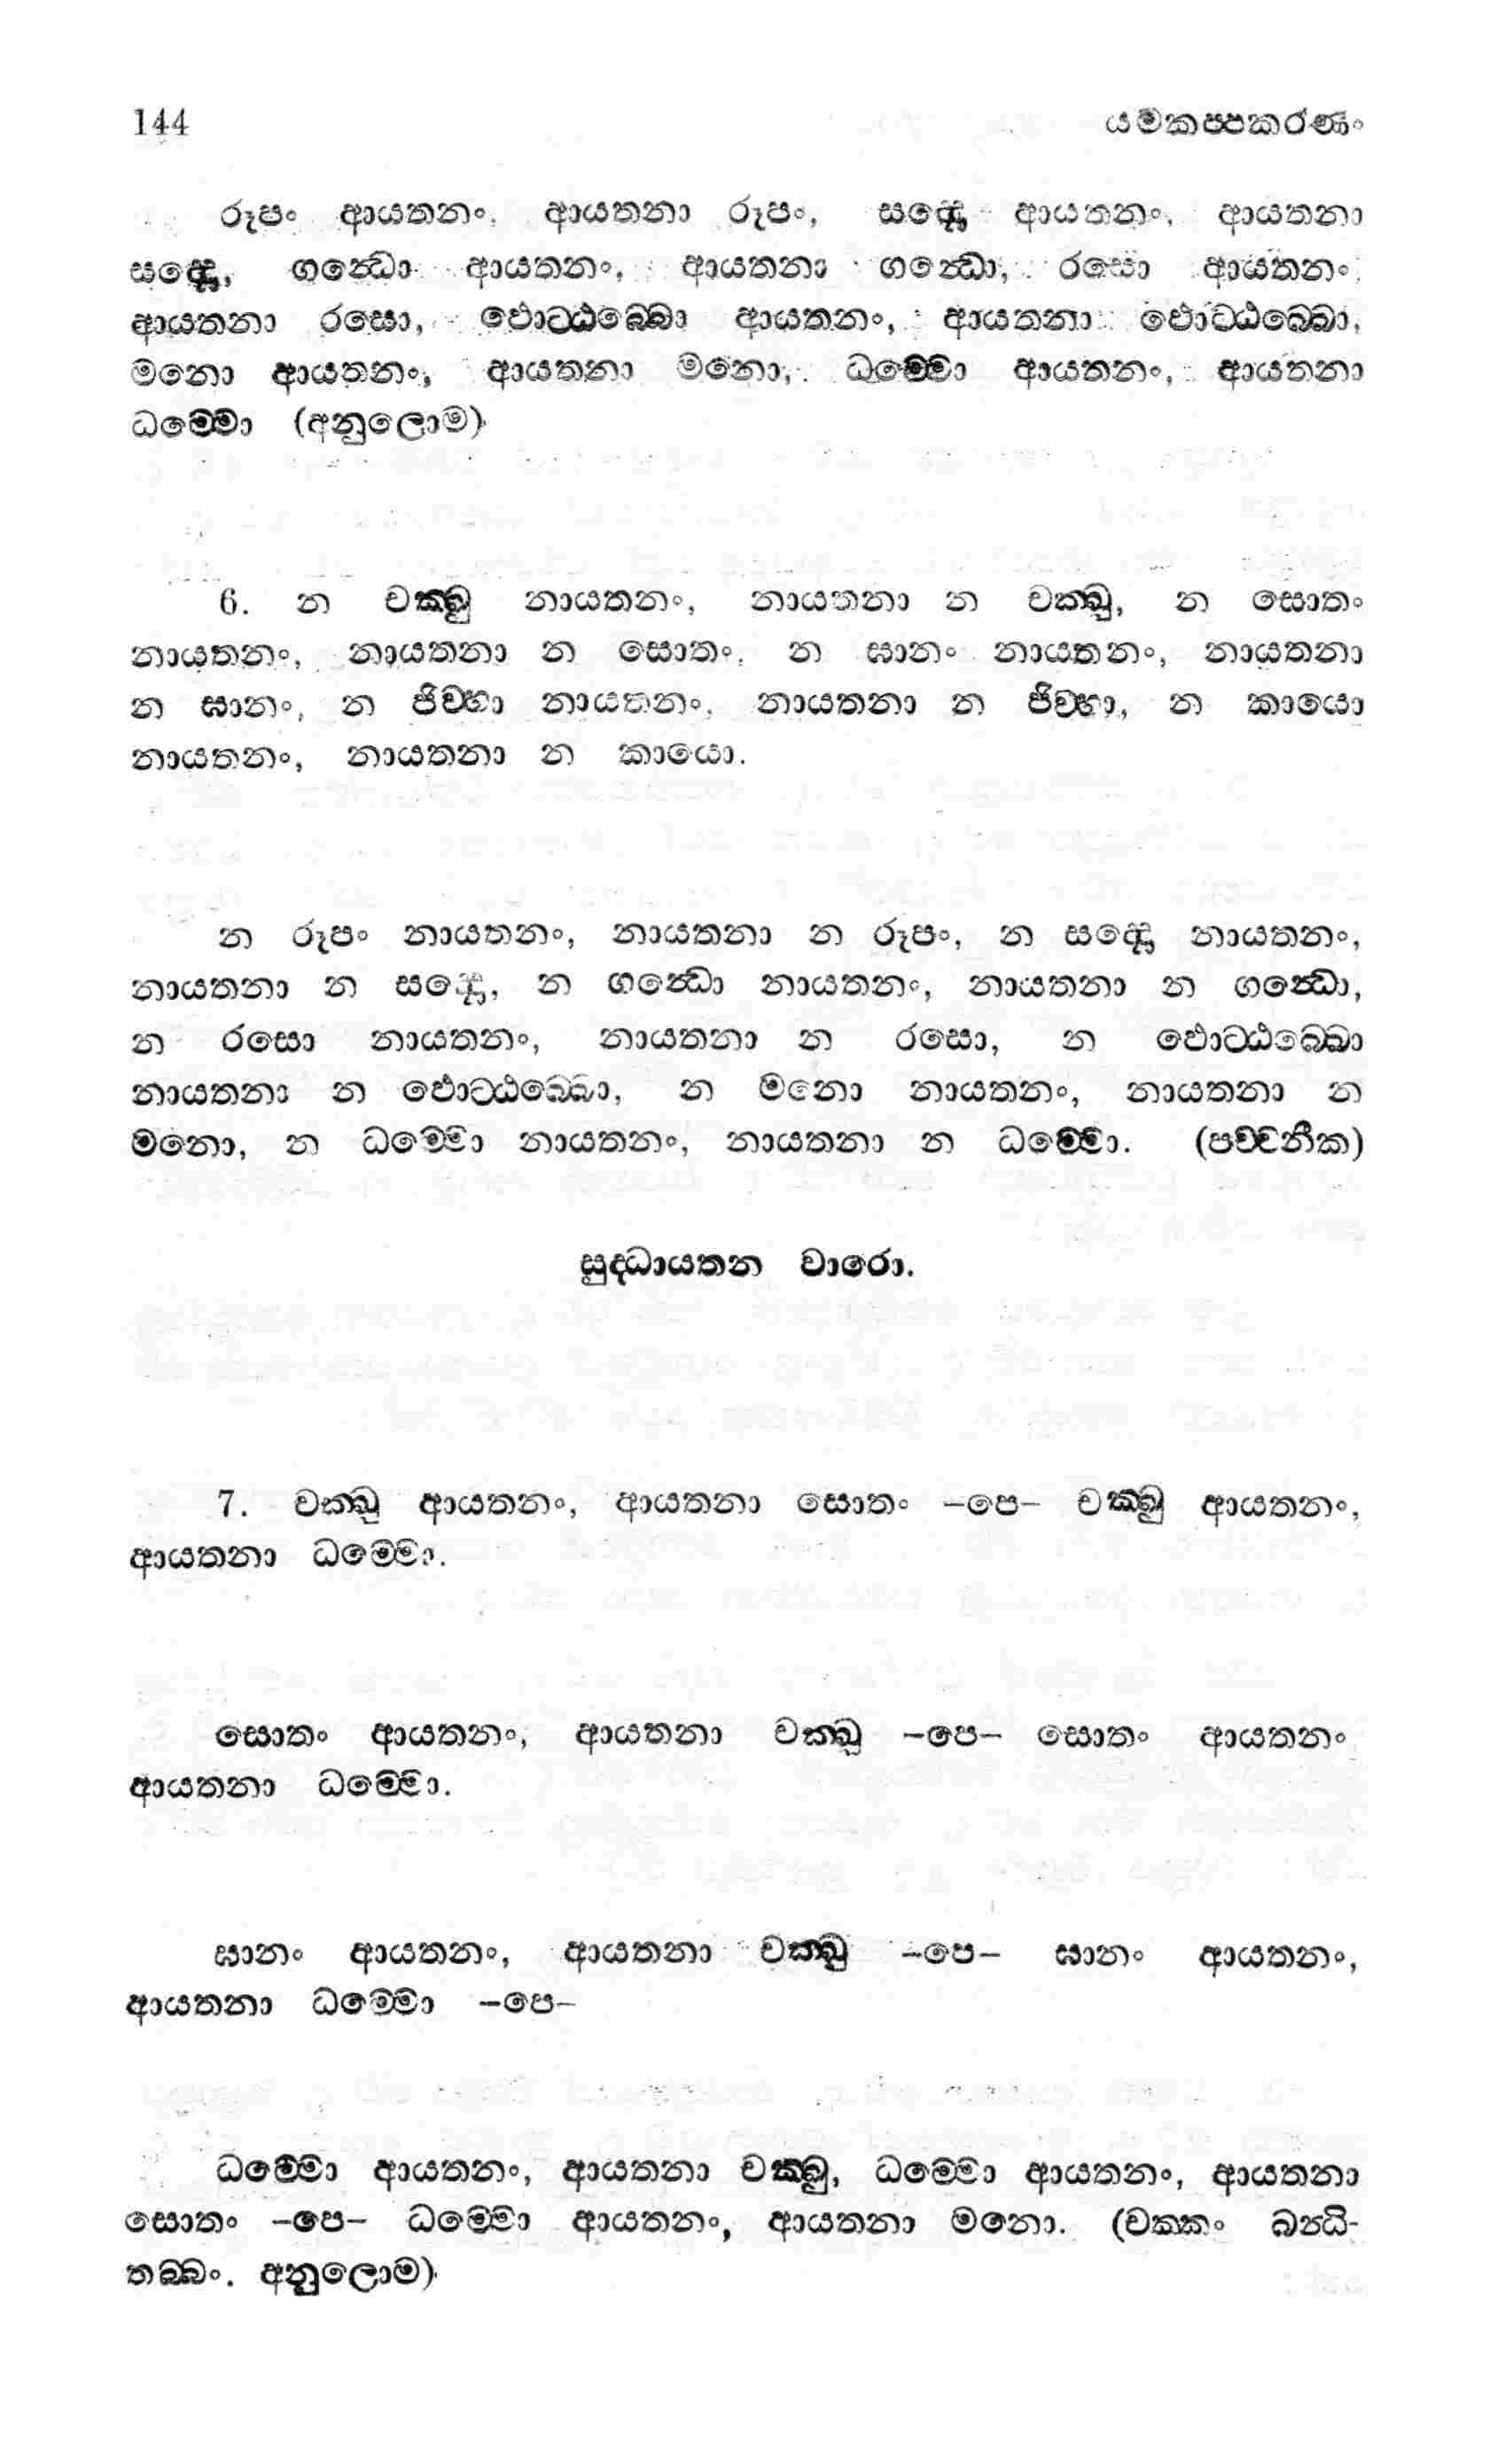 144 යමකප්පකරණං
රූපං ආයතනං, ආයතනා රූපං, සද්දො ආයතනං, ආයතනා
සද්දො, ගන්ධො ආයතනං, ආයතනා ගන්ධො, රසො ආයතනං,
ආයතනා රසො, ඵොට්ඨබ්බො ආයතනං, ආයතනා ඵොට්ඨබ්බො,
මනො ආයතනං, ආයතනා මනො, ධම්මො ආයතනං, ආයතනා
ධම්මො (අනුලොම)
6. න චක්ඛු නායතනං, නායතනා න චක්ඛු, න සොතං
නායතනං, නායතනා න සොතං, න ඝානං නායතනං, නායතනා
න ඝානං, න ජිව්හා නායතනං, නායතනා න ජිව්හා, න කායො
නායතනං, නායතනා න කායො.
න රූපං නායතනං, නායතනා න රූපං, න සද්දො නායතනං,
නායතනා න සද්දො, න ගන්ධො නායතනං, නායතනා න ගන්ධො,
න රසො නායතනං, නායතනා න රසො, න ඵොට්ඨබ්බො
නායතනා න ඵොට්ඨබ්බො, න මනො නායතනං, නායතනා න
මනො, න ධම්මො නායතනං, නායතනා න ධම්මො. (පච්චනීක)
සුද්ධායතන වාරො.
7. චක්ඛු ආයතනං, ආයතනා සොතං –පෙ– චක්ඛු ආයතනං,
ආයතනා ධම්මො.
සොතං ආයතනං, ආයතනා චක්ඛු –පෙ– සොතං ආයතනං
ආයතනා ධම්මො.
ඝානං ආයතනං, ආයතනා චක්ඛු –පෙ– ඝානං ආයතනං,
ආයතනා ධම්මො –පෙ–
ධම්මො ආයතනං, ආයතනා චක්ඛු, ධම්මො ආයතනං, ආයතනා
සොතං –පෙ– ධම්මො ආයතනං, ආයතනා මනො. (චක්කං බන්ධි-
තබ්බං. අනුලොම)